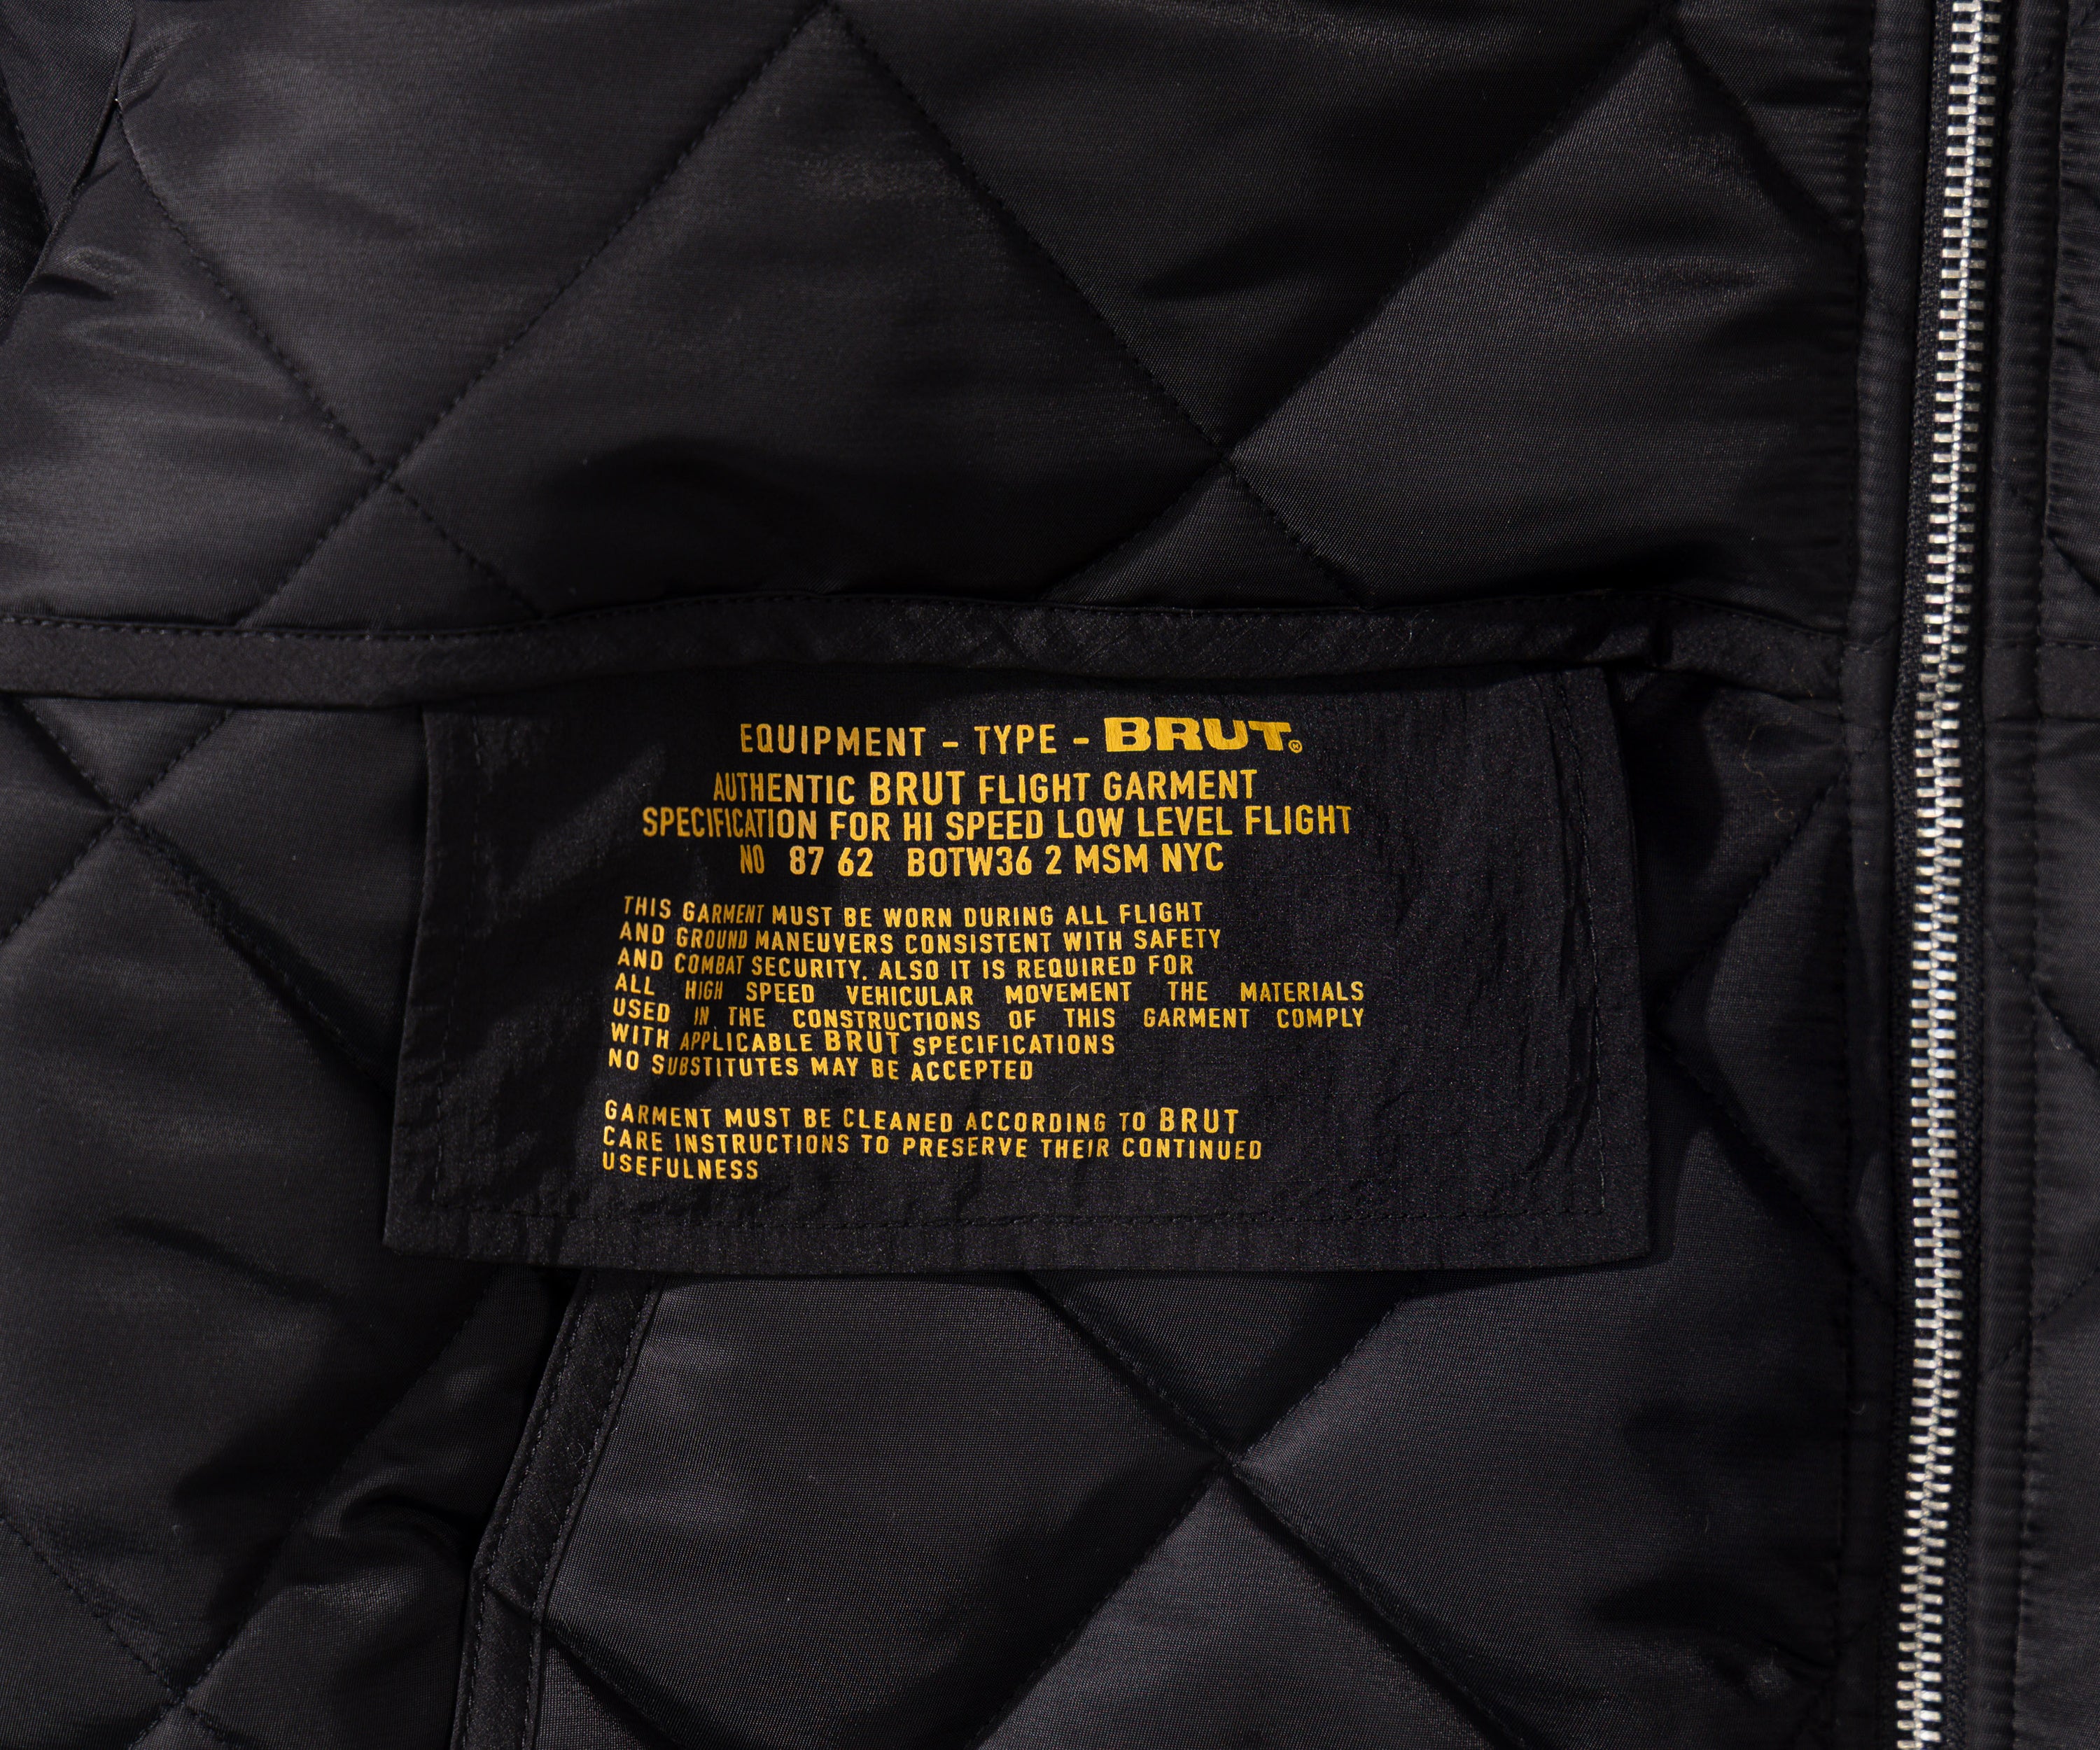 EQUIPMENT - TYPE - BRUT®
AUTHENTIC BRUT FLIGHT GARMENT
SPECIFICATION FOR HI SPEED LOW LEVEL FLIGHT
NO 87 62 BOTW36 2 MSM NYC
THIS GARMENT MUST BE WORN DURING ALL FLIGHT
AND GROUND MANEUVERS CONSISTENT WITH SAFETY
AND COMBAT SECURITY. ALSO IT IS REQUIRED FOR
ALL HIGH SPEED VEHICULAR MOVEMENT THE MATERIALS
USED IN THE CONSTRUCTIONS OF THIS GARMENT COMPLY
WITH APPLICABLE BRUT SPECIFICATIONS
NO SUBSTITUTES MAY BE ACCEPTED
GARMENT MUST BE CLEANED ACCORDING TO BRUT
CARE INSTRUCTIONS TO PRESERVE THEIR CONTINUED
USEFULNESS